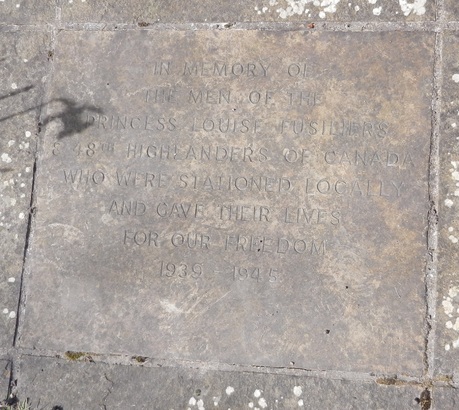 IN MEMORY OF
THE MEN OF THE
PRINCESS LOUISE FUSILIERS
& 48TH HIGHLANDERS OF CANADA
WHO WERE STATIONED LOCALLY
AND GAVE THEIR LIVES
FOR OUR FREEDOM
1939 - 1945